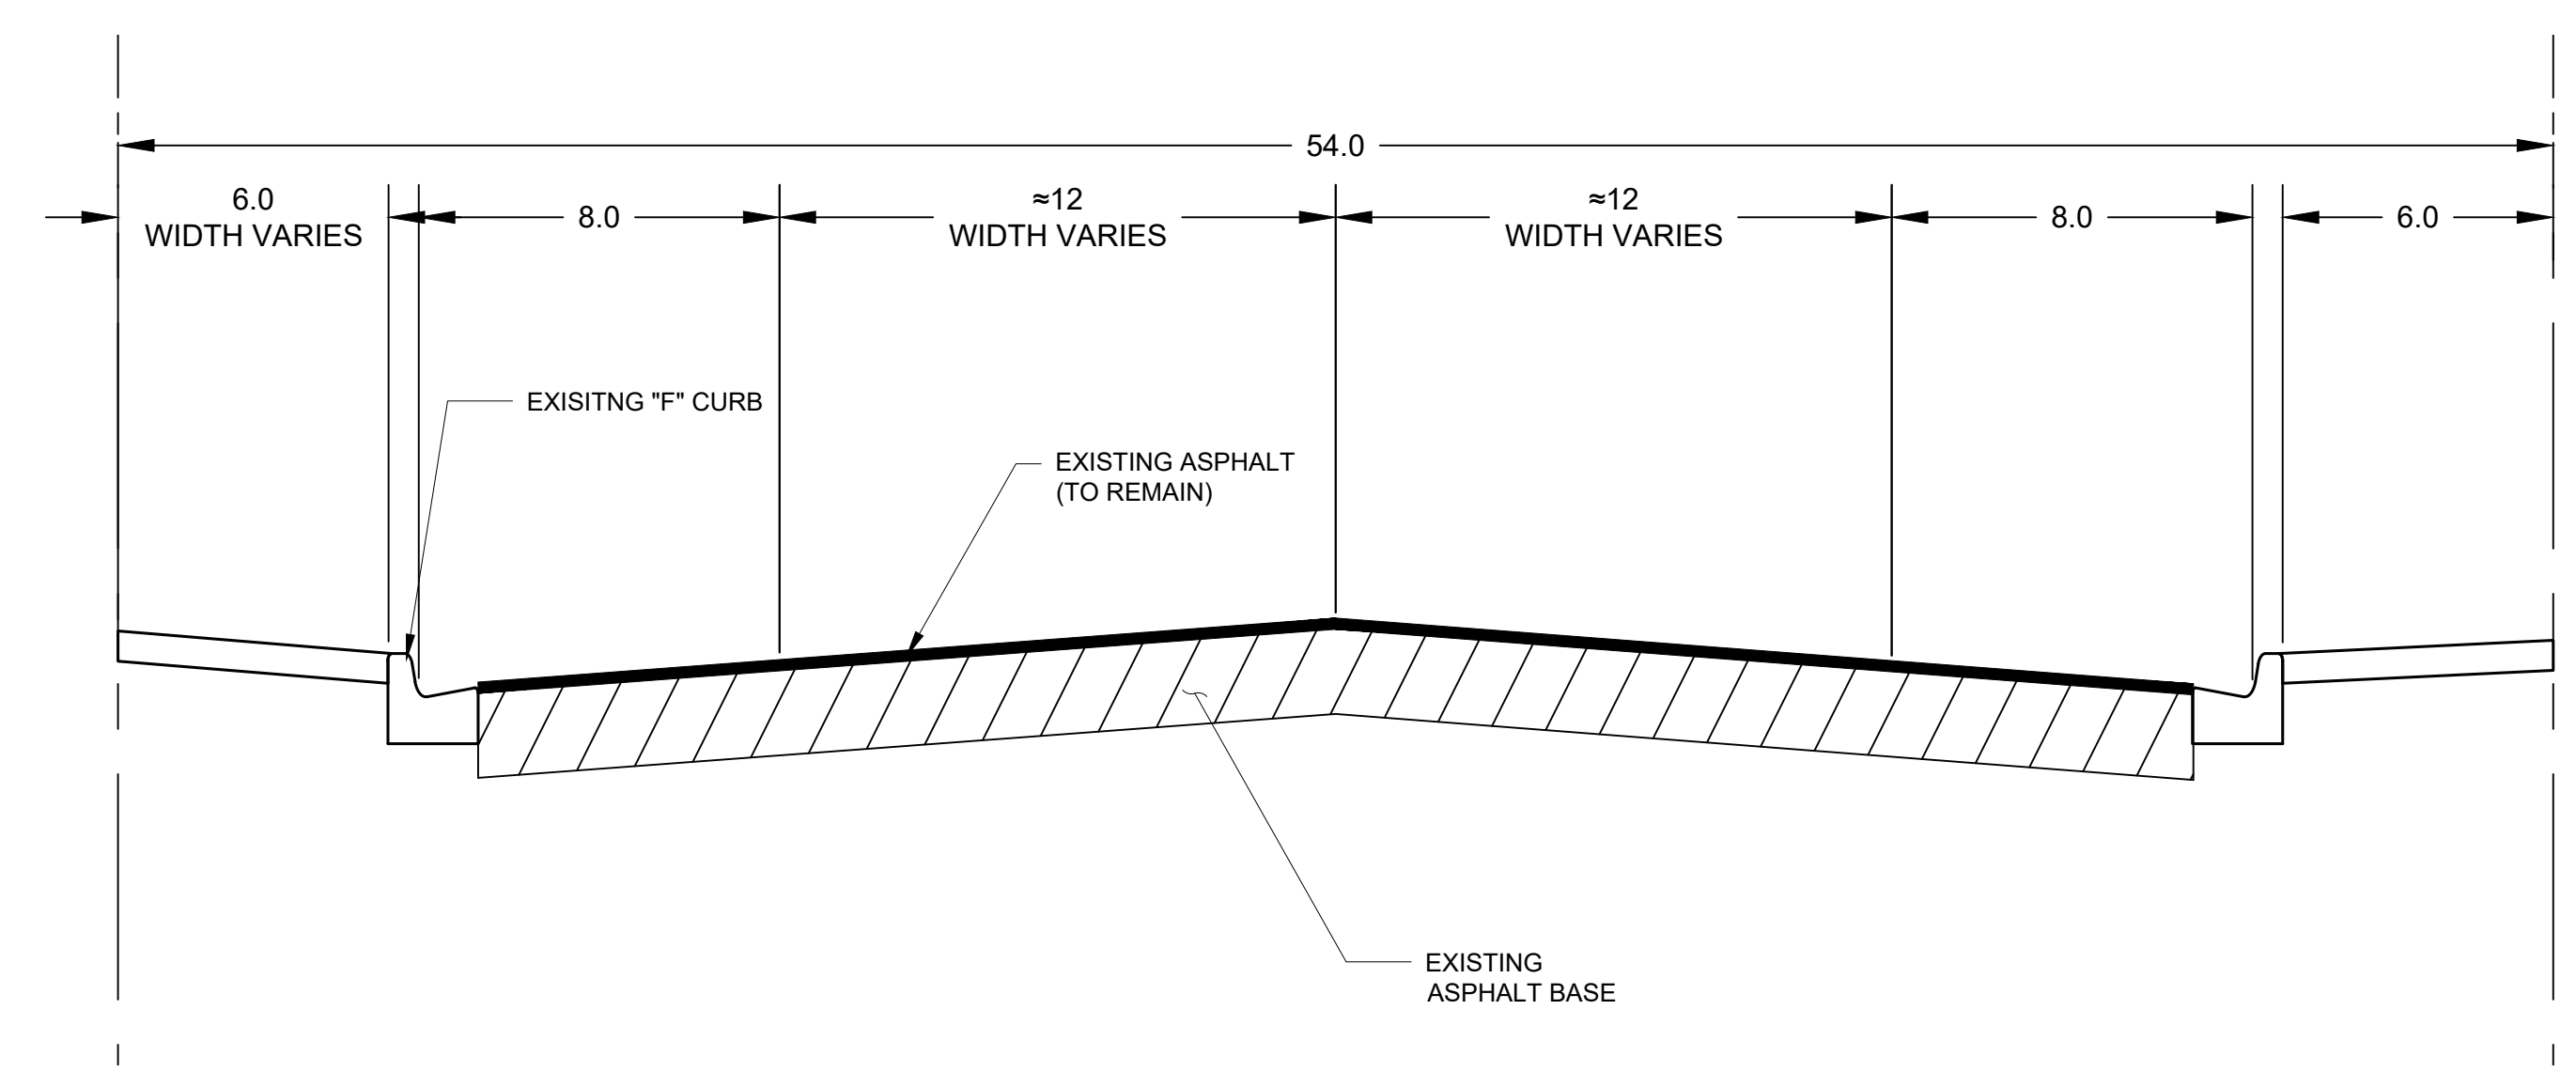 54.0
6.0
WIDTH VARIES
8.0
≈12
WIDTH VARIES
≈12
WIDTH VARIES
8.0
6.0
EXISITNG "F" CURB
EXISTING ASPHALT
(TO REMAIN)
EXISTING
ASPHALT BASE